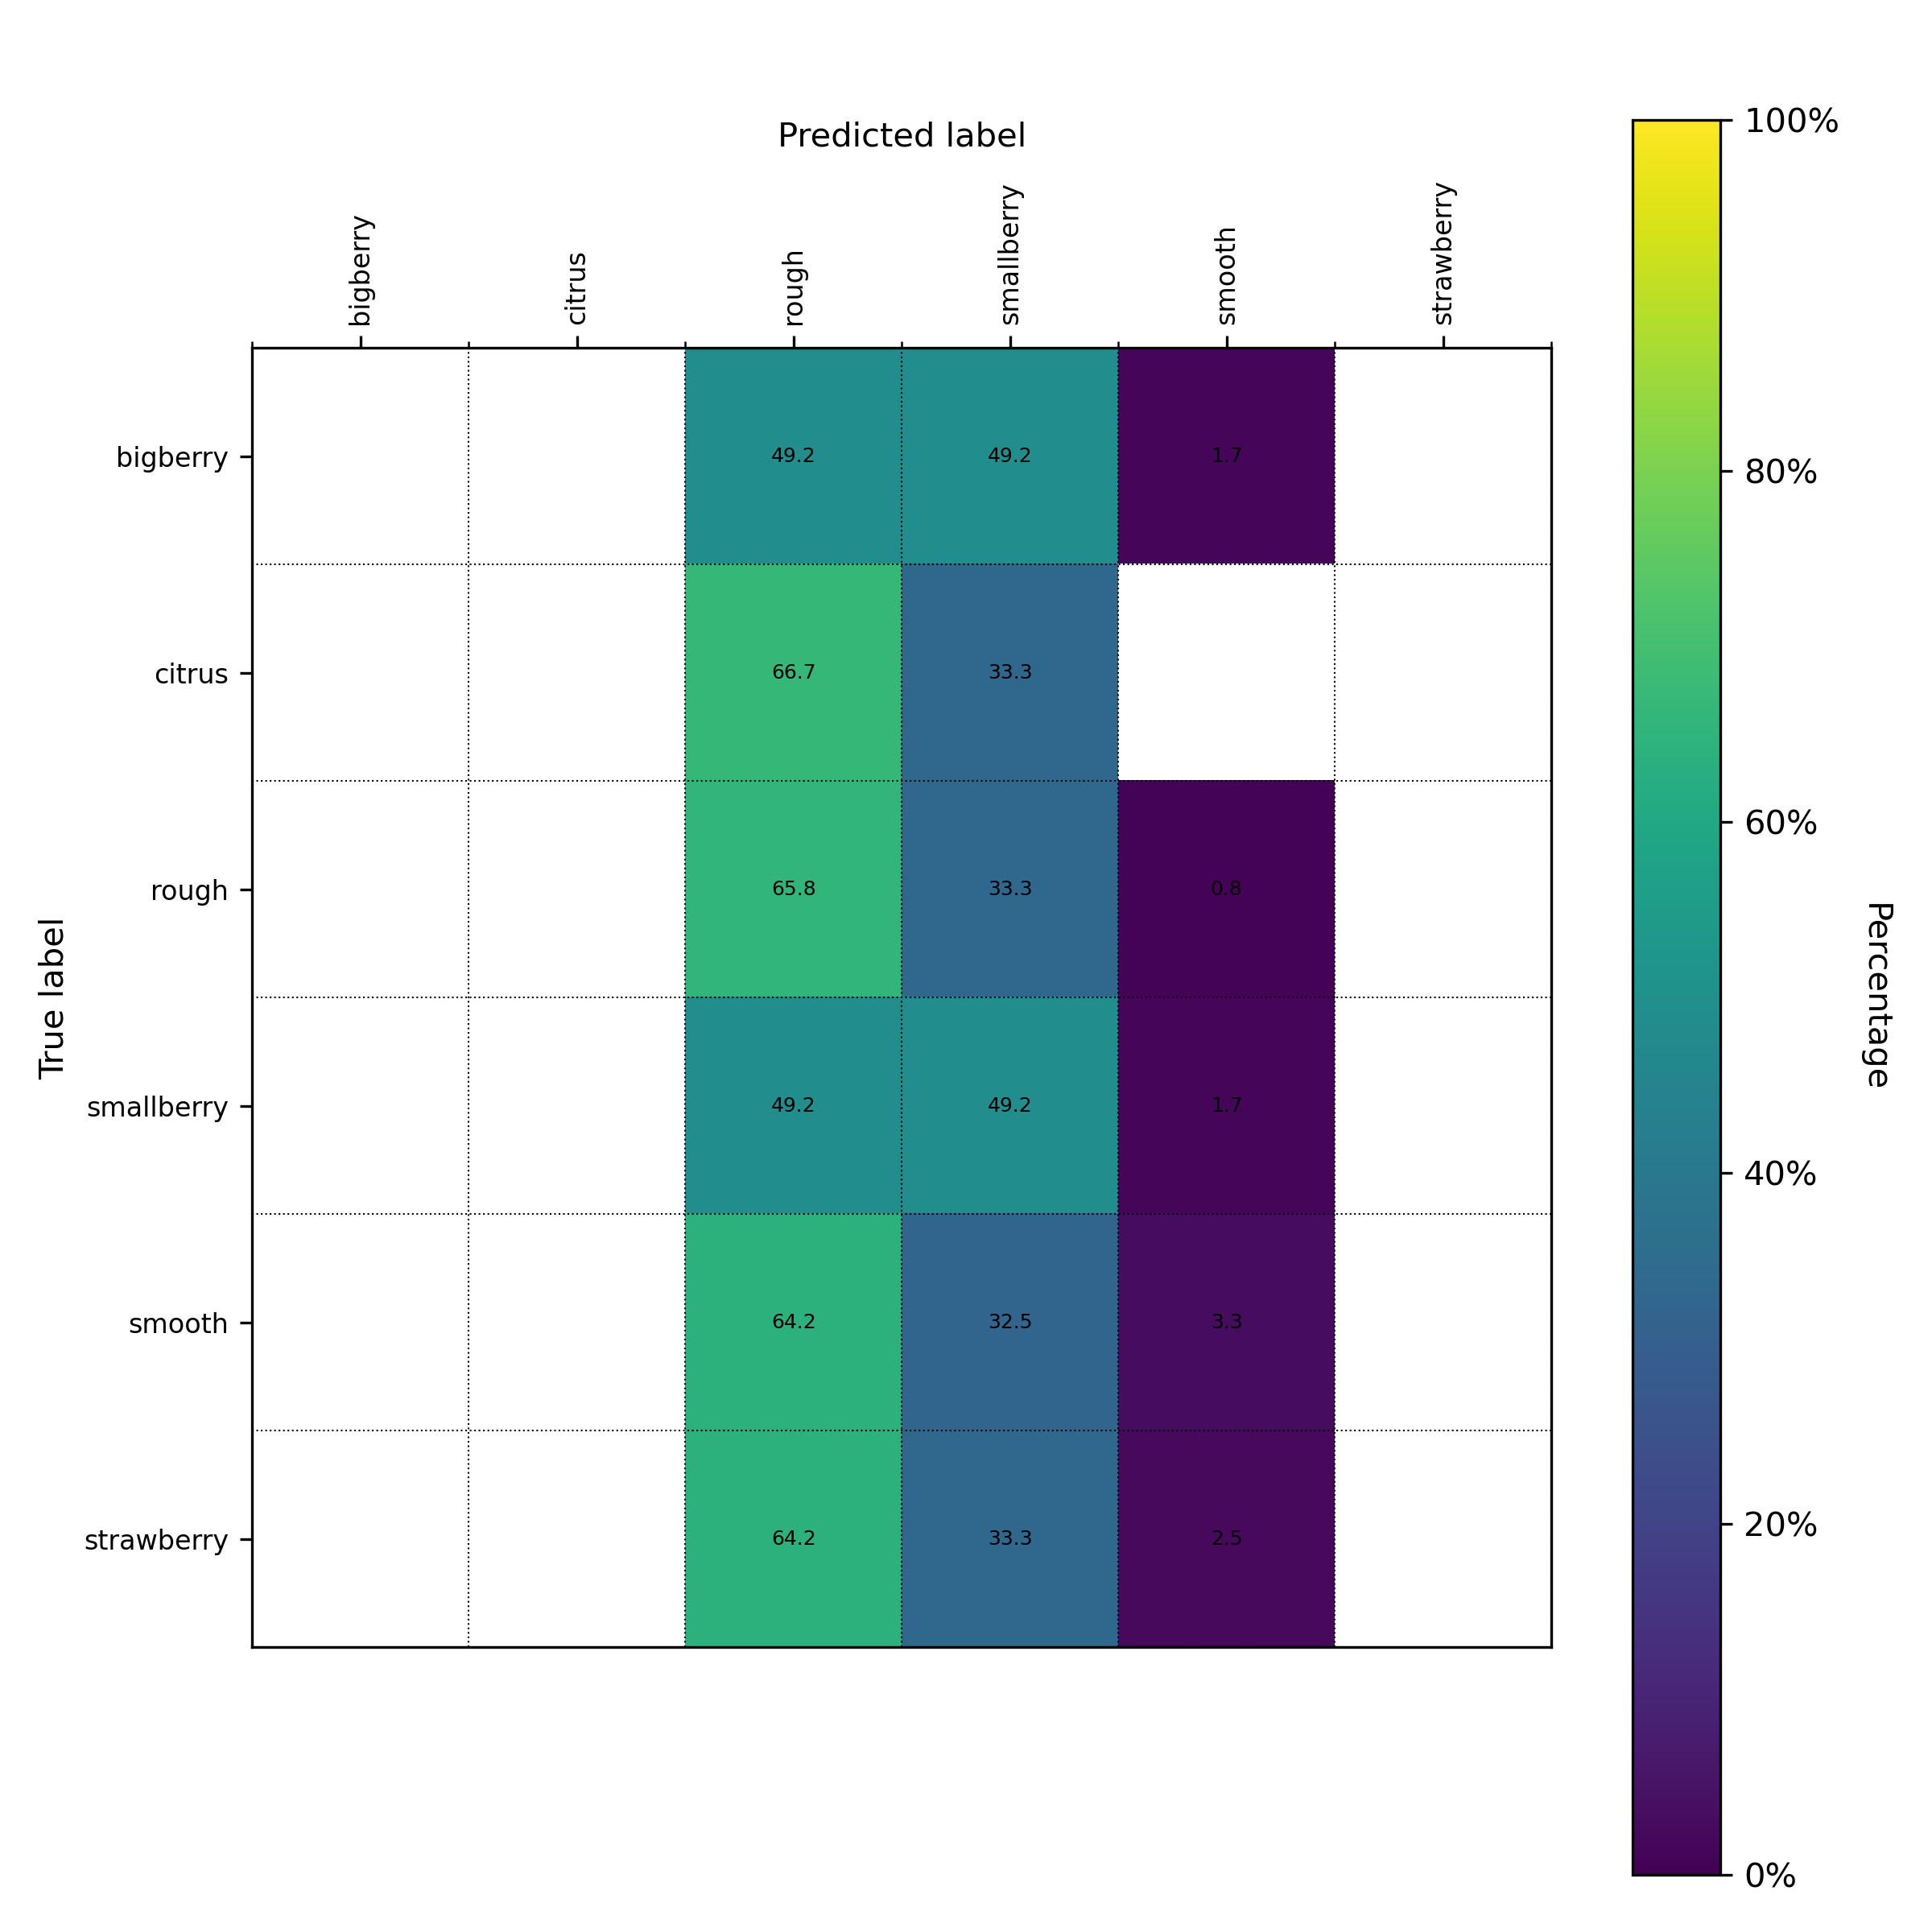 Predicted label
bigberry citrus rough smallberry smooth strawberry
bigberry 49.2 49.2 1.7
citrus 66.7 33.3
rough 65.8 33.3 0.8
smallberry 49.2 49.2 1.7
smooth 64.2 32.5 3.3
strawberry 64.2 33.3 2.5
True label
100%
80%
60%
40%
20%
0%
Percentage